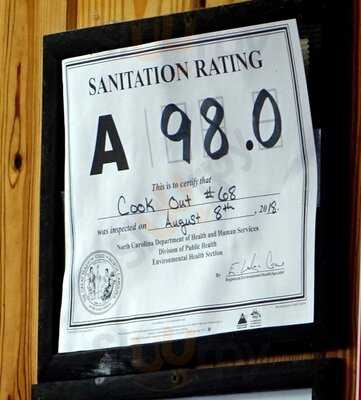 SANITATION RATING
A 98.0
This is to certify that
Cook Out #68
was inspected on August 8th, 2018.
North Carolina Department of Health and Human Services
Division of Public Health
Environmental Health Section
By